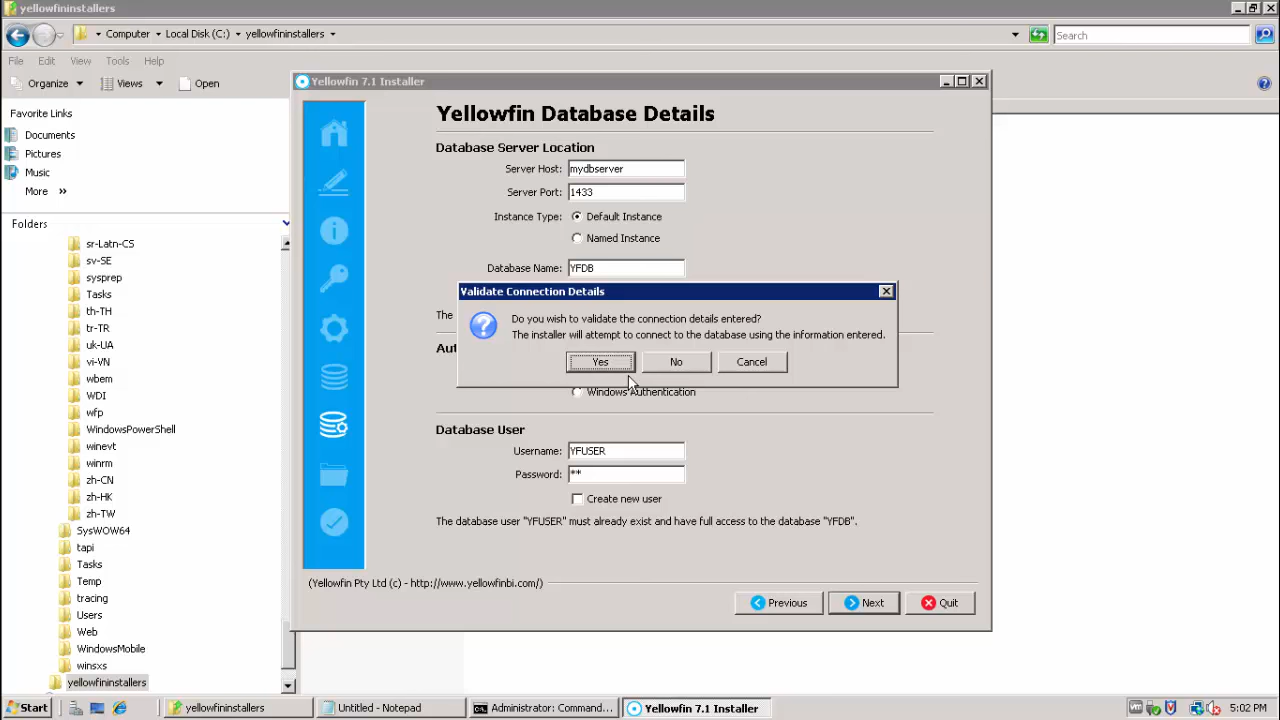 yellowfininstallers
Computer ▸ Local Disk (C:) ▸ yellowfininstallers
Search
File Edit View Tools Help
Organize Views Open
Favorite Links
Documents
Pictures
Music
More »
Folders
sr-Latn-CS
sv-SE
sysprep
Tasks
th-TH
tr-TR
uk-UA
vi-VN
wbem
WDI
wfp
WindowsPowerShell
winevt
winrm
zh-CN
zh-HK
zh-TW
SysWOW64
tapi
Tasks
Temp
tracing
Users
Web
WindowsMobile
winsxs
yellowfininstallers
Yellowfin 7.1 Installer
Yellowfin Database Details
Database Server Location
Server Host: mydbserver
Server Port: 1433
Instance Type: Default Instance
Named Instance
Database Name: YFDB
The
Aut
Validate Connection Details
Do you wish to validate the connection details entered?
The installer will attempt to connect to the database using the information entered.
Yes No Cancel
Windows Authentication
Database User
Username: YFUSER
Password: **
Create new user
The database user "YFUSER" must already exist and have full access to the database "YFDB".
(Yellowfin Pty Ltd (c) - http://www.yellowfinbi.com/)
Previous Next Quit
Start yellowfininstallers Untitled - Notepad Administrator: Command... Yellowfin 7.1 Installer 5:02 PM